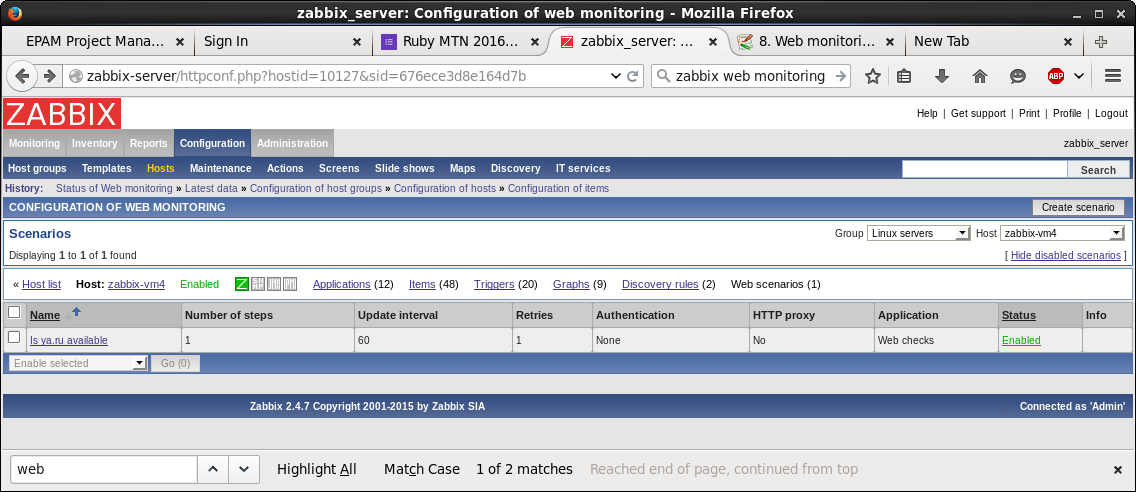 zabbix_server: Configuration of web monitoring - Mozilla Firefox
EPAM Project Mana... Sign In Ruby MTN 2016... zabbix_server: ... 8. Web monitori... New Tab
zabbix-server/httpconf.php?hostid=10127&sid=676ece3d8e164d7b zabbix web monitoring ABP
ZABBIX
Help | Get support | Print | Profile | Logout
Monitoring Inventory Reports Configuration Administration zabbix_server
Host groups Templates Hosts Maintenance Actions Screens Slide shows Maps Discovery IT services Search
History: Status of Web monitoring » Latest data » Configuration of host groups » Configuration of hosts » Configuration of items
CONFIGURATION OF WEB MONITORING Create scenario
Scenarios Group Linux servers Host zabbix-vm4
Displaying 1 to 1 of 1 found [ Hide disabled scenarios ]
« Host list Host: zabbix-vm4 Enabled Z Applications (12) Items (48) Triggers (20) Graphs (9) Discovery rules (2) Web scenarios (1)
Name Number of steps Update interval Retries Authentication HTTP proxy Application Status Info
Is ya.ru available 1 60 1 None No Web checks Enabled
Enable selected Go (0)
Zabbix 2.4.7 Copyright 2001-2015 by Zabbix SIA Connected as 'Admin'
web Highlight All Match Case 1 of 2 matches Reached end of page, continued from top